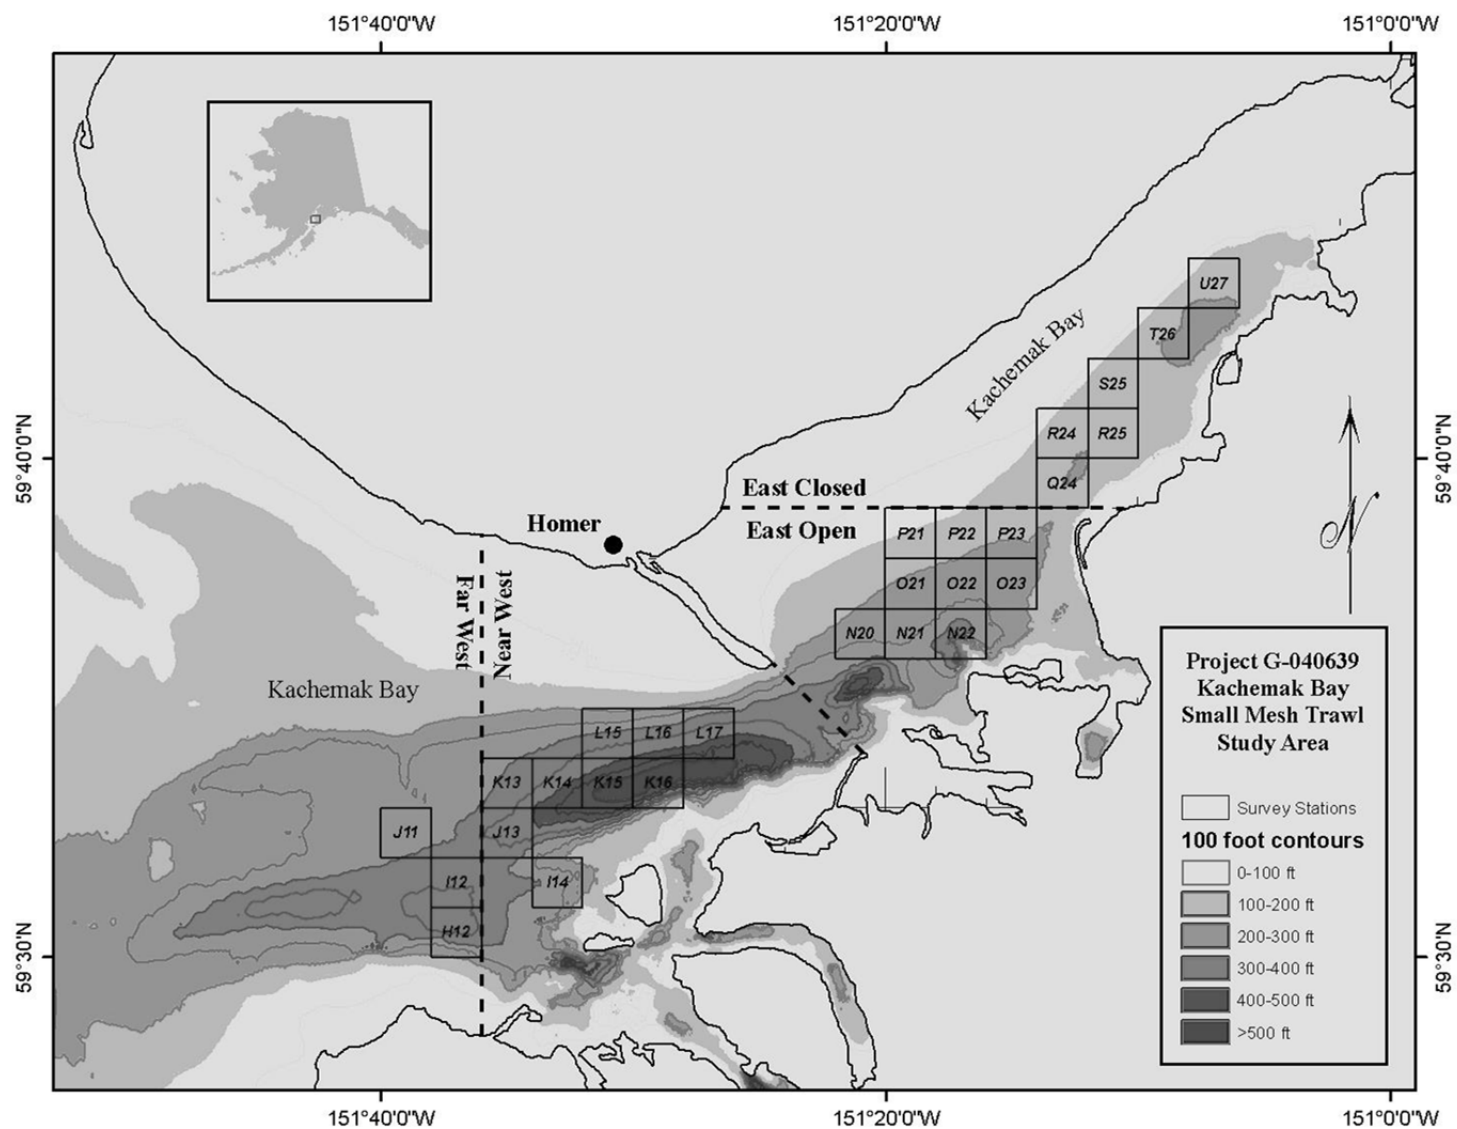 151°40'0"W
151°20'0"W
151°0'0"W
U27
T26
Kachemak Bay
S25
R24
R25
59°40'0"N
59°40'0"N
Q24
East Closed
East Open
Homer
P21
P22
P23
N
O21
O22
O23
Far West
Near West
N20
N21
N22
Kachemak Bay
L15
L16
L17
K13
K14
K15
K16
J11
J13
I12
I14
H12
59°30'N
59°30'N
Project G-040639
Kachemak Bay
Small Mesh Trawl
Study Area
Survey Stations
100 foot contours
0-100 ft
100-200 ft
200-300 ft
300-400 ft
400-500 ft
>500 ft
151°40'0"W
151°20'0"W
151°0'0"W